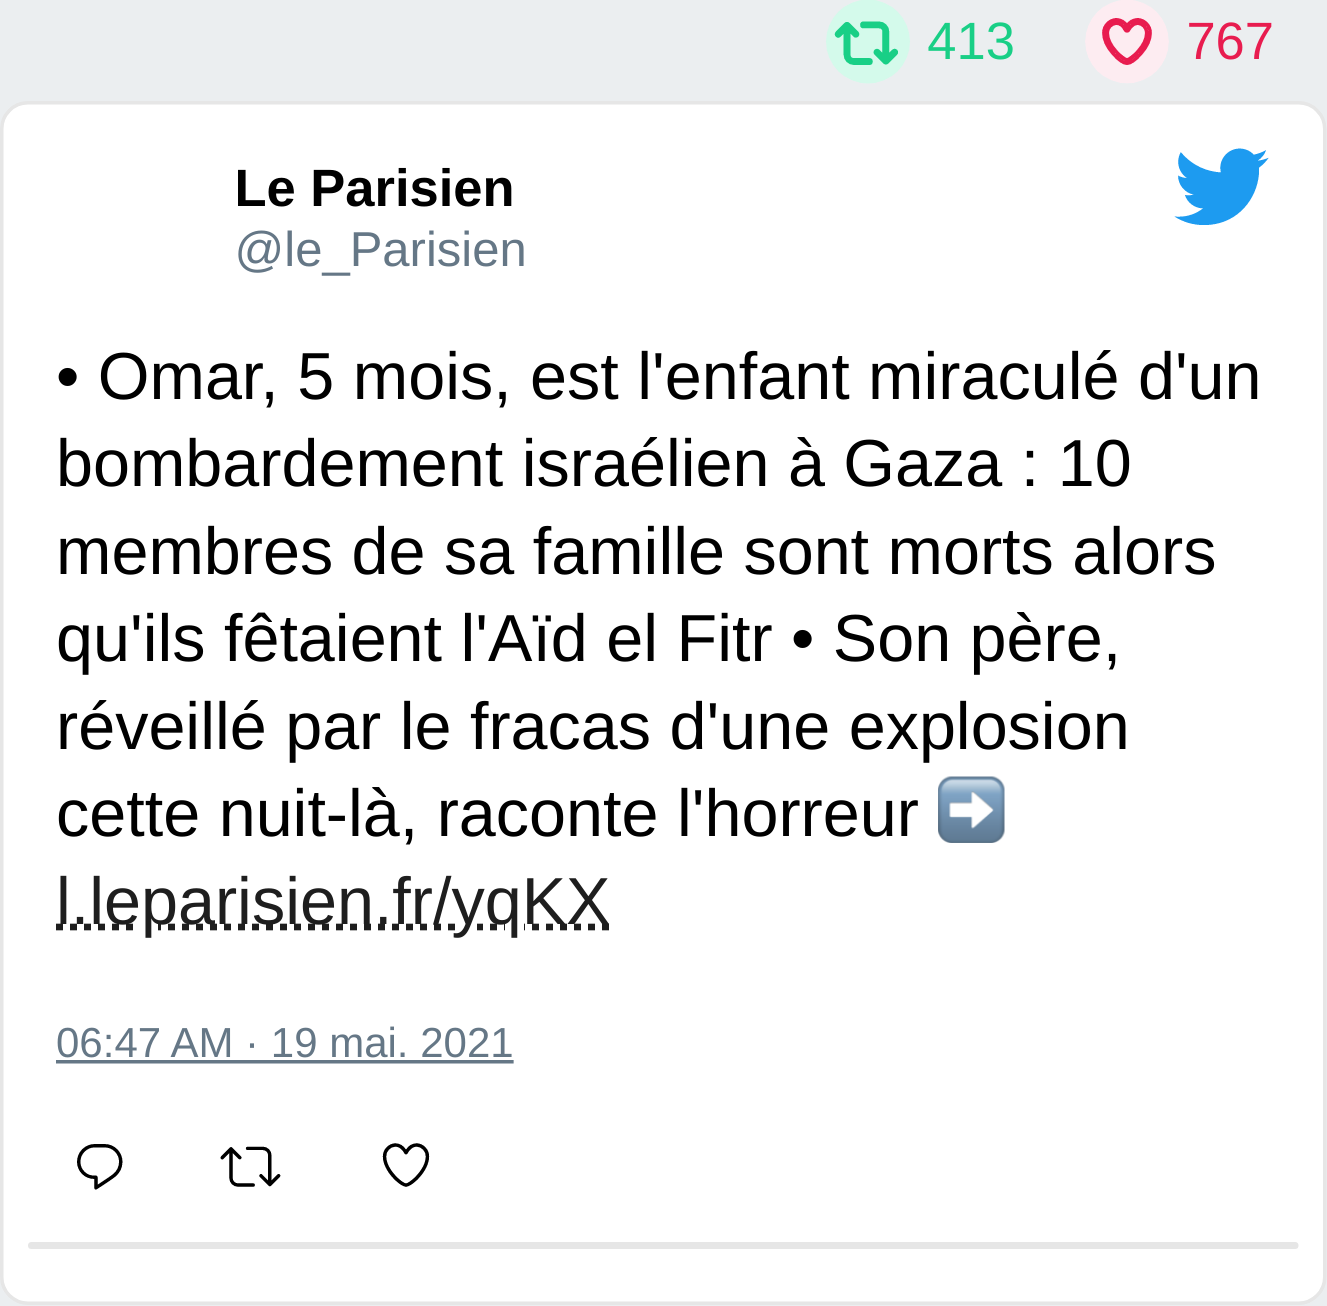 413 767
Le Parisien
@le_Parisien
• Omar, 5 mois, est l'enfant miraculé d'un
bombardement israélien à Gaza : 10
membres de sa famille sont morts alors
qu'ils fêtaient l'Aïd el Fitr • Son père,
réveillé par le fracas d'une explosion
cette nuit-là, raconte l'horreur ➡️
l.leparisien.fr/yqKX
06:47 AM · 19 mai. 2021